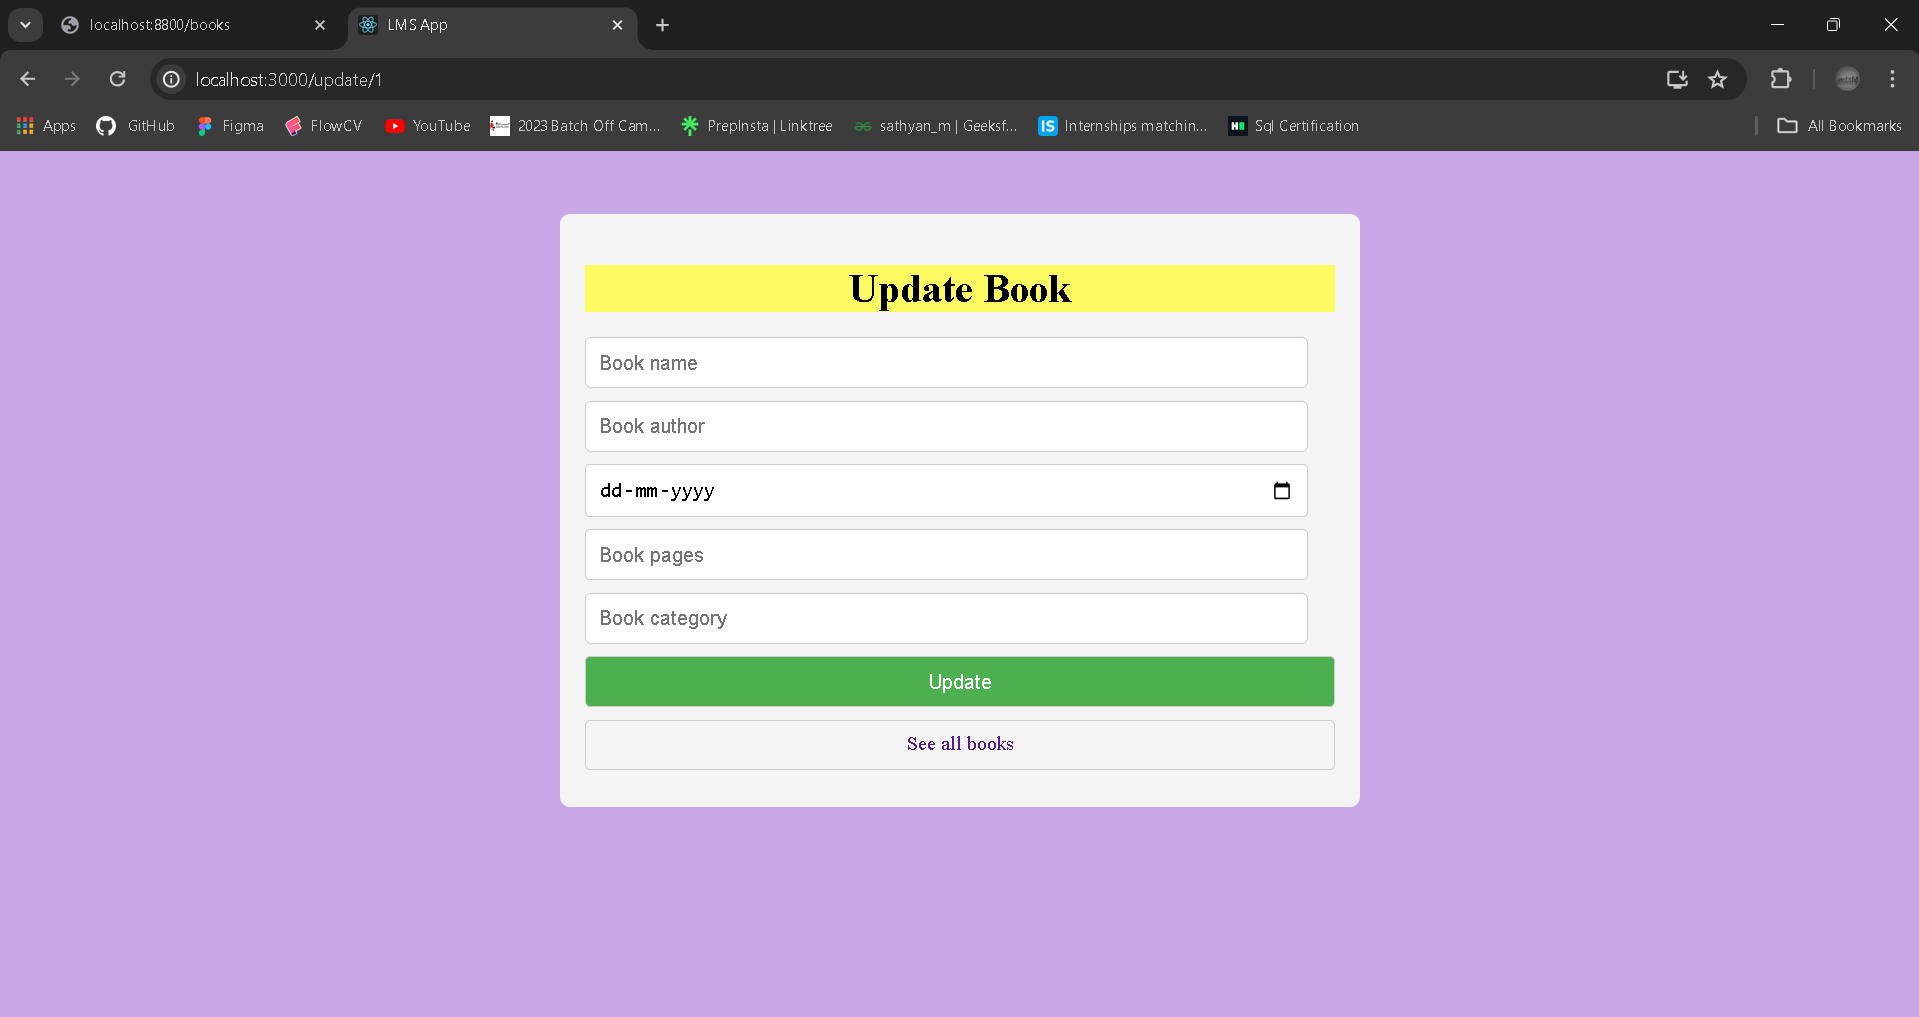 localhost:8800/books
LMS App
localhost:3000/update/1
Apps
GitHub
Figma
FlowCV
YouTube
2023 Batch Off Cam...
PrepInsta | Linktree
sathyan_m | Geeksf...
IS
Internships matchin...
H
Sql Certification
All Bookmarks
Update Book
Book name
Book author
dd-mm-yyyy
Book pages
Book category
Update
See all books